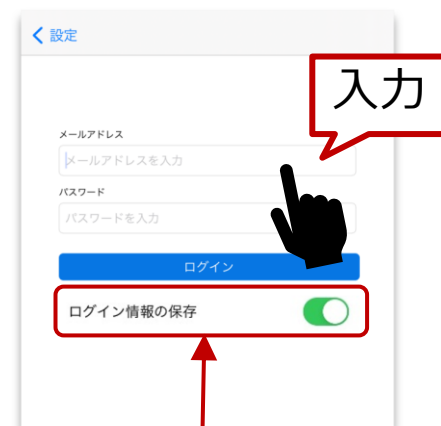 設定
入力
メールアドレス
メールアドレスを入力
パスワード
パスワードを入力
ログイン
ログイン情報の保存